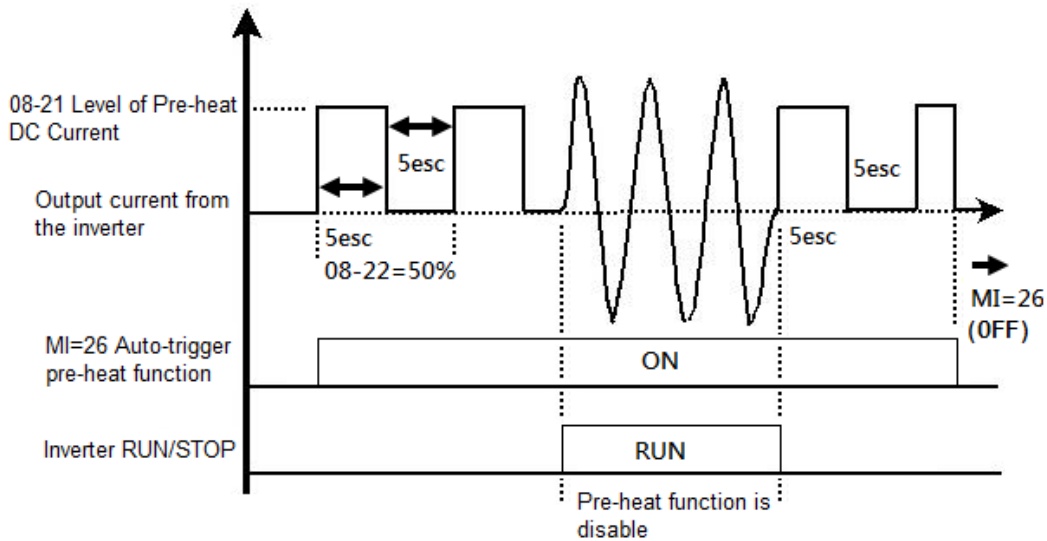 08-21 Level of Pre-heat
DC Current
5esc
5esc
Output current from
the inverter
5esc
5esc
08-22=50%
MI=26
(0FF)
MI=26 Auto-trigger
pre-heat function
ON
Inverter RUN/STOP
RUN
Pre-heat function is
disable